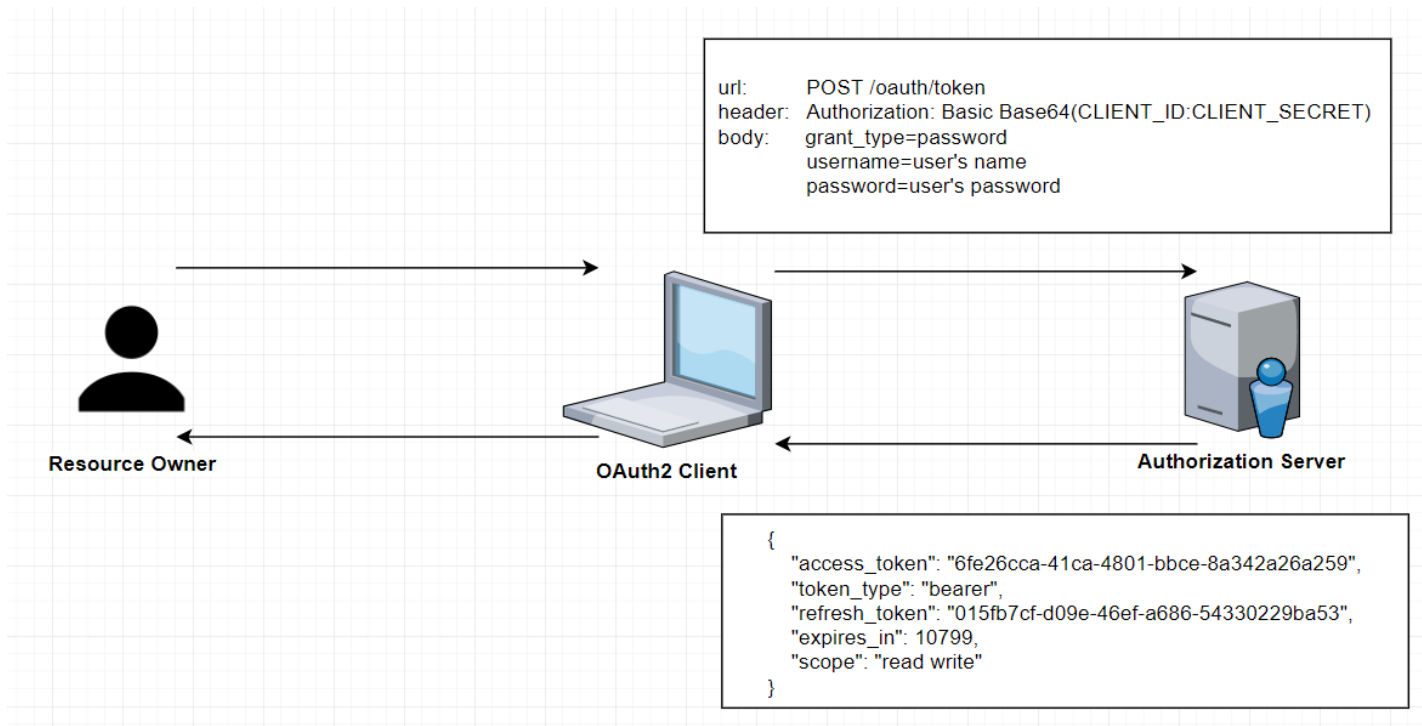 url: POST /oauth/token
header: Authorization: Basic Base64(CLIENT_ID:CLIENT_SECRET)
body: grant_type=password
username=user's name
password=user's password
Resource Owner
OAuth2 Client
Authorization Server
{
"access_token": "6fe26cca-41ca-4801-bbce-8a342a26a259",
"token_type": "bearer",
"refresh_token": "015fb7cf-d09e-46ef-a686-54330229ba53",
"expires_in": 10799,
"scope": "read write"
}